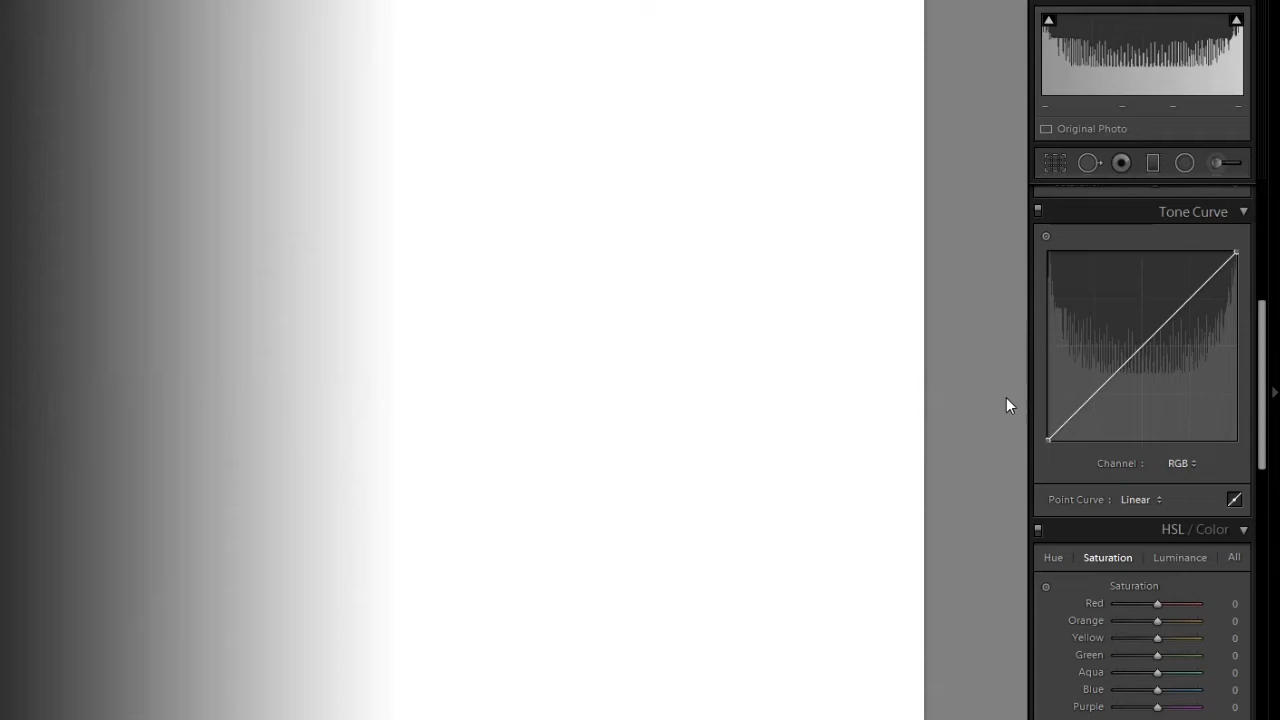 Original Photo
Tone Curve
Channel : RGB
Point Curve : Linear
HSL / Color
Hue Saturation Luminance All
Saturation
Red 0
Orange 0
Yellow 0
Green 0
Aqua 0
Blue 0
Purple 0